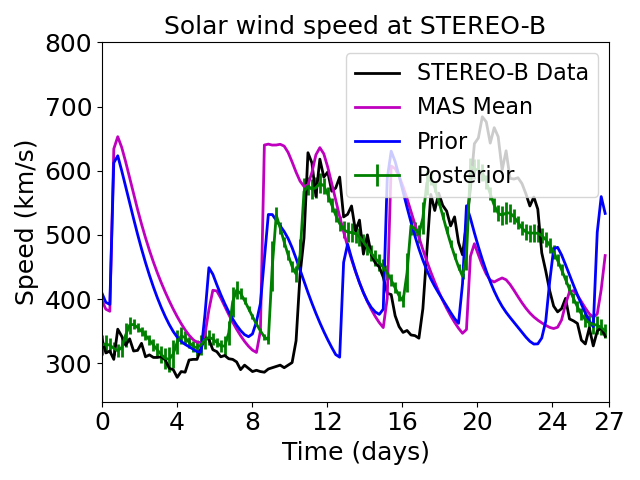 Solar wind speed at STEREO-B
800
700
600
500
400
300
Speed (km/s)
STEREO-B Data
MAS Mean
Prior
Posterior
0 4 8 12 16 20 24 27
Time (days)